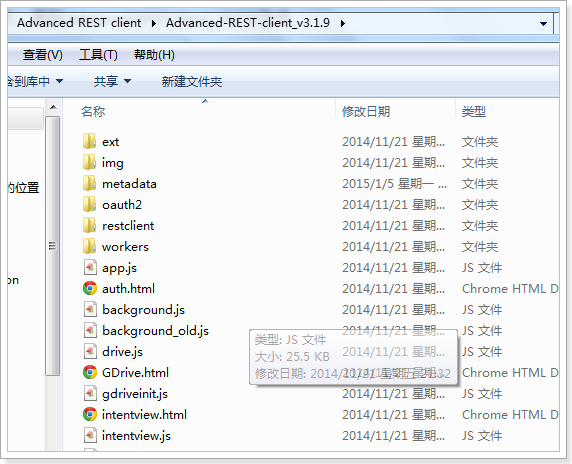 Advanced REST client ▸ Advanced-REST-client_v3.1.9 ▸
查看(V) 工具(T) 帮助(H)
含到库中 共享 新建文件夹
名称 修改日期 类型
ext 2014/11/21 星期... 文件夹
img 2014/11/21 星期... 文件夹
metadata 2015/1/5 星期一 ... 文件夹
的位置
oauth2 2014/11/21 星期... 文件夹
restclient 2014/11/21 星期... 文件夹
workers 2014/11/21 星期... 文件夹
app.js 2014/11/21 星期... JS 文件
on
auth.html 2014/11/21 星期... Chrome HTML D
background.js 2014/11/21 星期... JS 文件
background_old.js 2014/11/21 星期... JS 文件
类型: JS 文件
大小: 25.5 KB
修改日期: 2014/11/21 星期五 21:32
drive.js JS 文件
GDrive.html Chrome HTML D
gdriveinit.js 2014/11/21 星期... JS 文件
intentview.html 2014/11/21 星期... Chrome HTML D
intentview.js 2014/11/21 星期... JS 文件